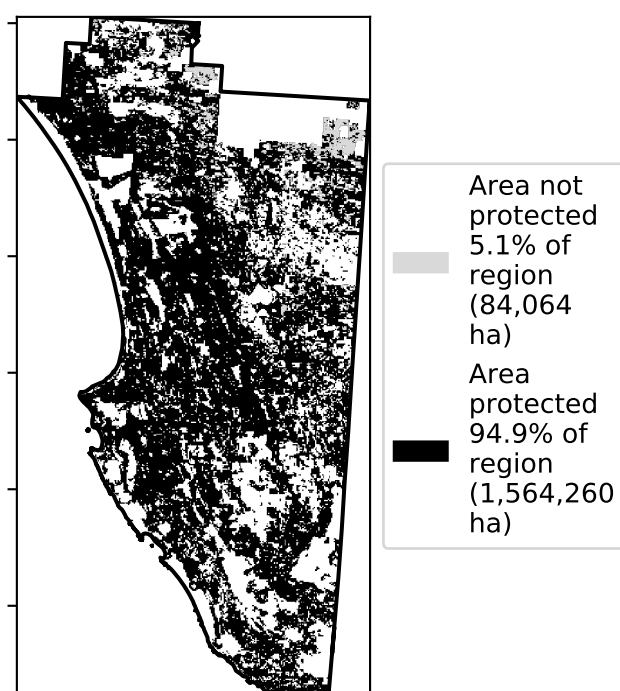 Area not
protected
5.1% of
region
(84,064
ha)
Area
protected
94.9% of
region
(1,564,260
ha)